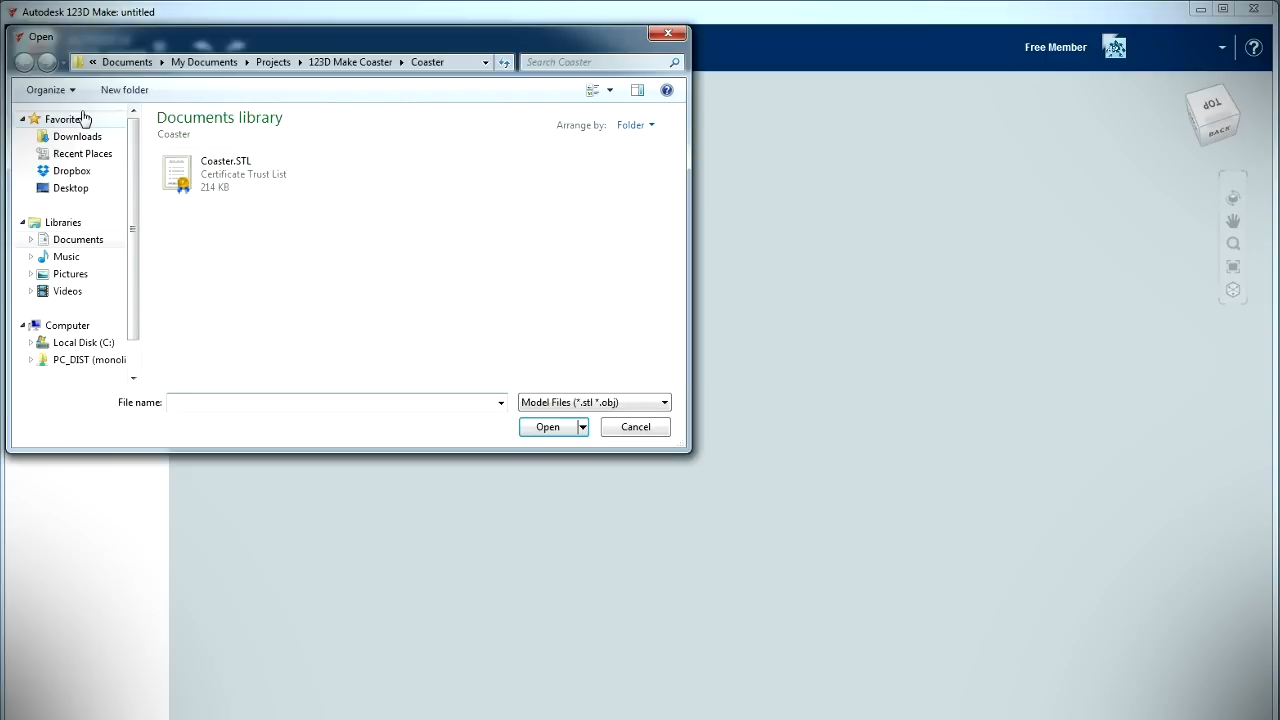 Autodesk 123D Make: untitled
Open
Free Member
« Documents My Documents Projects 123D Make Coaster Coaster
Search Coaster
Organize New folder
Favorites
Downloads
Recent Places
Dropbox
Desktop
Libraries
Documents
Music
Pictures
Videos
Computer
Local Disk (C:)
PC_DIST (monoli
Documents library
Coaster
Arrange by: Folder
Coaster.STL
Certificate Trust List
214 KB
File name:
Model Files (*.stl *.obj)
Open
Cancel
TOP
BACK